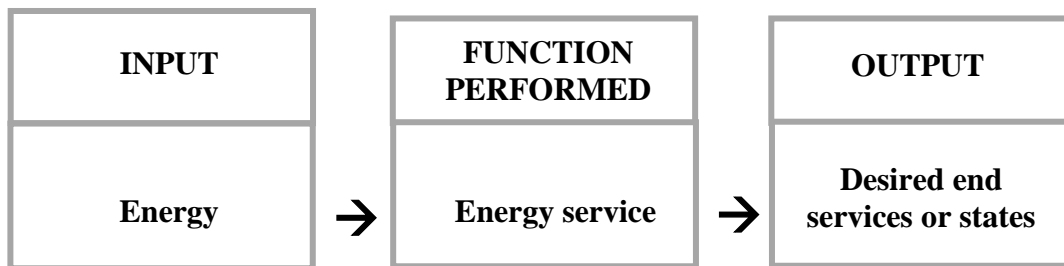 INPUT
FUNCTION
PERFORMED
OUTPUT
Energy
Energy service
Desired end
services or states